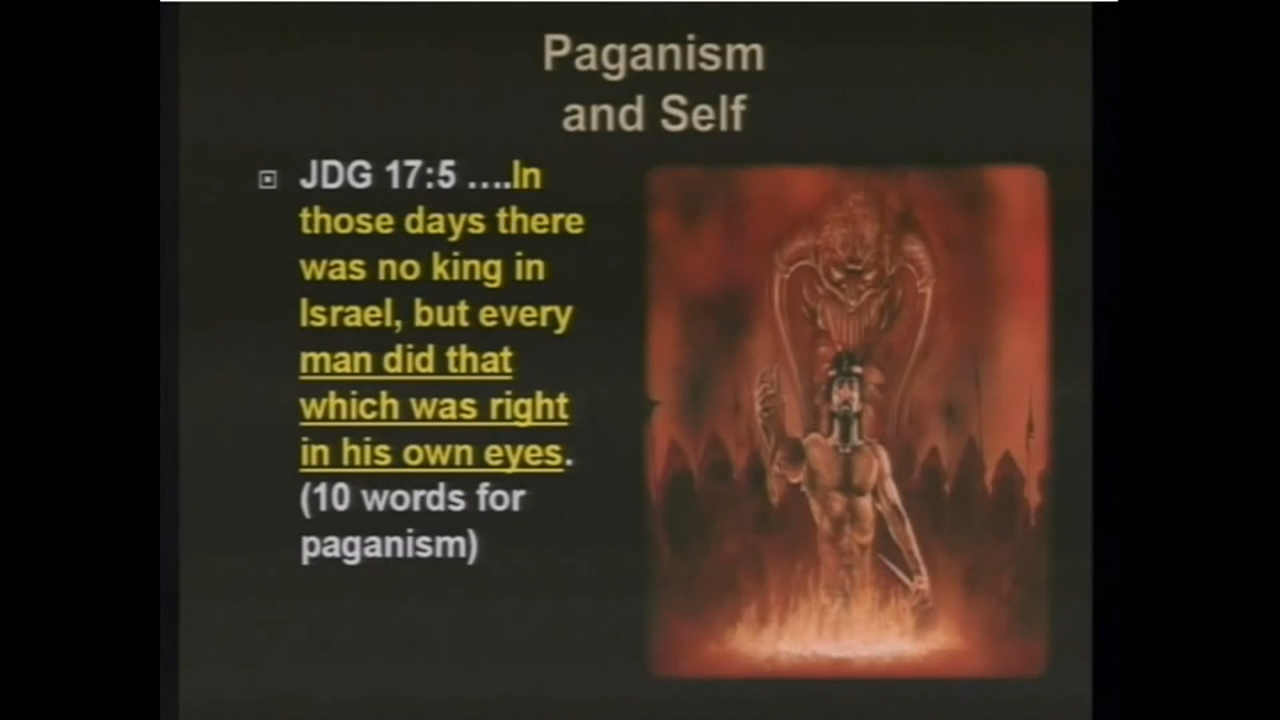 Paganism
and Self
JDG 17:5 ....In
those days there
was no king in
Israel, but every
man did that
which was right
in his own eyes.
(10 words for
paganism)